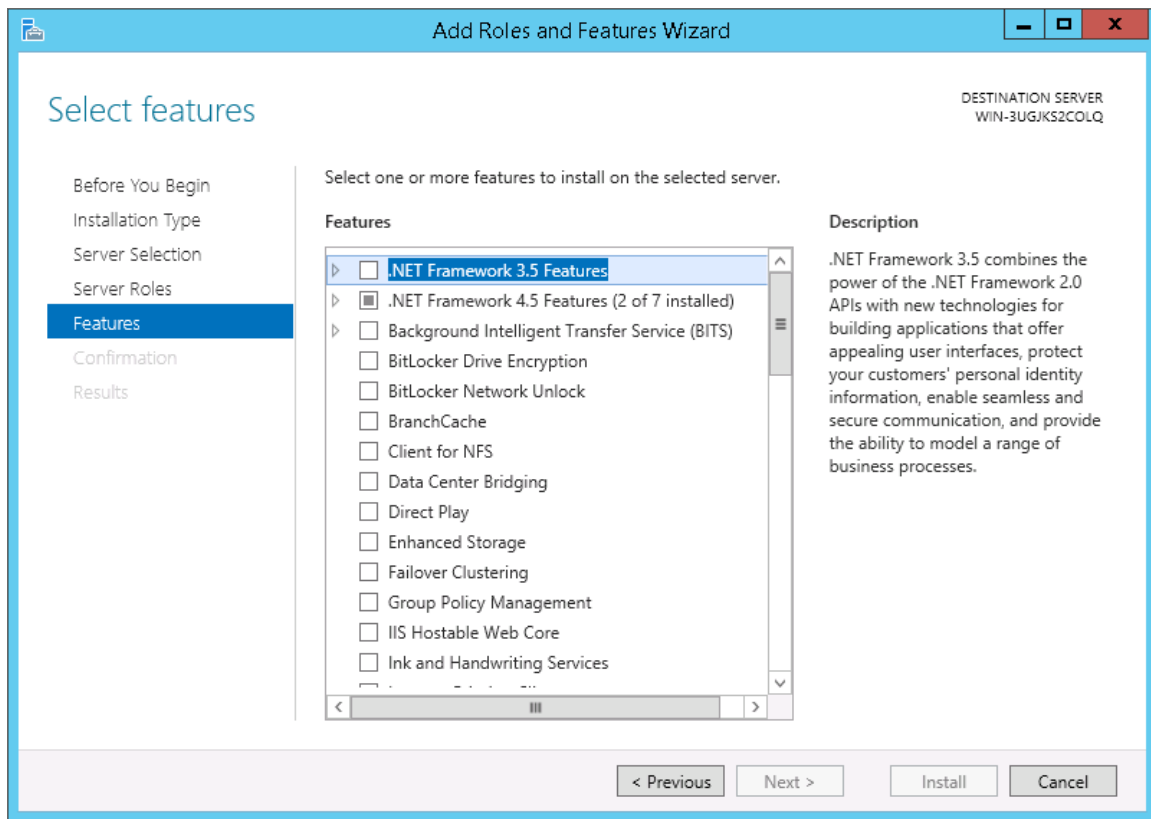 Add Roles and Features Wizard
Select features
DESTINATION SERVER
WIN-3UGJKS2COLQ
Before You Begin
Installation Type
Server Selection
Server Roles
Features
Confirmation
Results
Select one or more features to install on the selected server.
Features
.NET Framework 3.5 Features
.NET Framework 4.5 Features (2 of 7 installed)
Background Intelligent Transfer Service (BITS)
BitLocker Drive Encryption
BitLocker Network Unlock
BranchCache
Client for NFS
Data Center Bridging
Direct Play
Enhanced Storage
Failover Clustering
Group Policy Management
IIS Hostable Web Core
Ink and Handwriting Services
Description
.NET Framework 3.5 combines the
power of the .NET Framework 2.0
APIs with new technologies for
building applications that offer
appealing user interfaces, protect
your customers' personal identity
information, enable seamless and
secure communication, and provide
the ability to model a range of
business processes.
< Previous
Next >
Install
Cancel